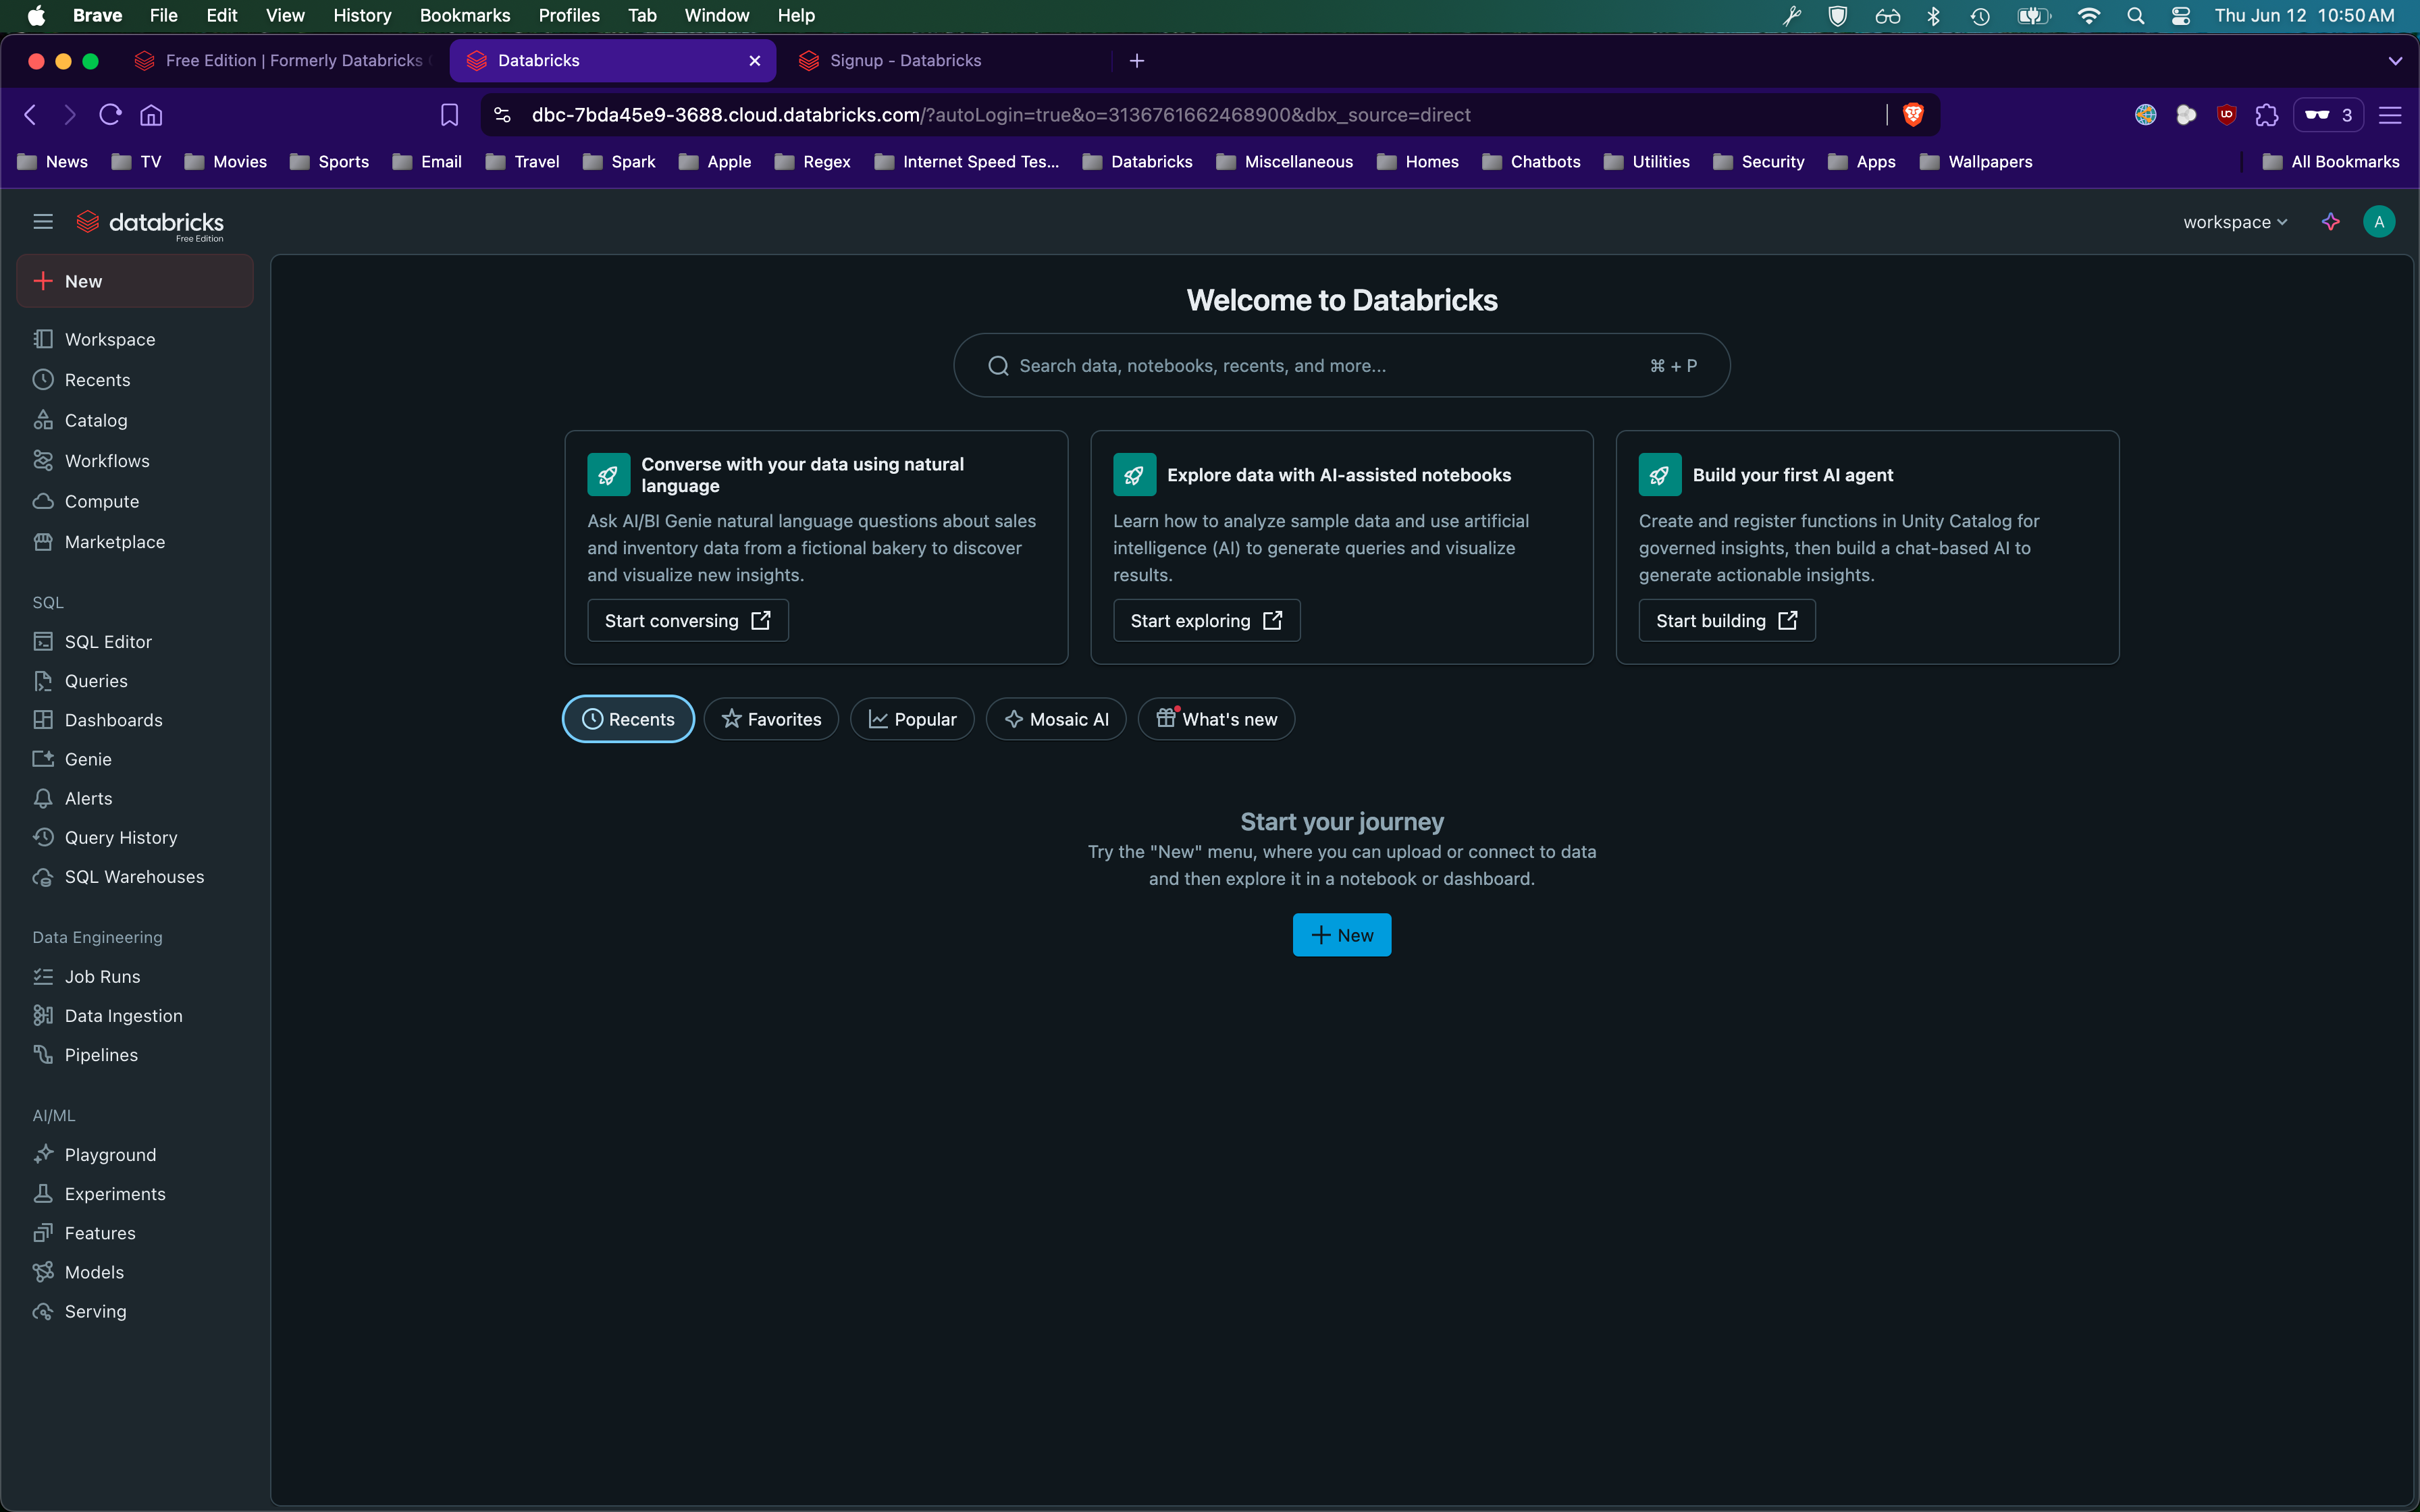 Brave File Edit View History Bookmarks Profiles Tab Window Help Thu Jun 12 10:50 AM
Free Edition | Formerly Databricks Databricks Signup - Databricks
dbc-7bda45e9-3688.cloud.databricks.com/?autoLogin=true&o=3136761662468900&dbx_source=direct UD 3
News TV Movies Sports Email Travel Spark Apple Regex Internet Speed Tes... Databricks Miscellaneous Homes Chatbots Utilities Security Apps Wallpapers All Bookmarks
databricks
Free Edition
workspace A
New
Workspace
Recents
Catalog
Workflows
Compute
Marketplace
SQL
SQL Editor
Queries
Dashboards
Genie
Alerts
Query History
SQL Warehouses
Data Engineering
Job Runs
Data Ingestion
Pipelines
AI/ML
Playground
Experiments
Features
Models
Serving
Welcome to Databricks
Search data, notebooks, recents, and more... ⌘ + P
Converse with your data using natural
language
Ask AI/BI Genie natural language questions about sales
and inventory data from a fictional bakery to discover
and visualize new insights.
Start conversing
Explore data with AI-assisted notebooks
Learn how to analyze sample data and use artificial
intelligence (AI) to generate queries and visualize
results.
Start exploring
Build your first AI agent
Create and register functions in Unity Catalog for
governed insights, then build a chat-based AI to
generate actionable insights.
Start building
Recents Favorites Popular Mosaic AI What's new
Start your journey
Try the "New" menu, where you can upload or connect to data
and then explore it in a notebook or dashboard.
New